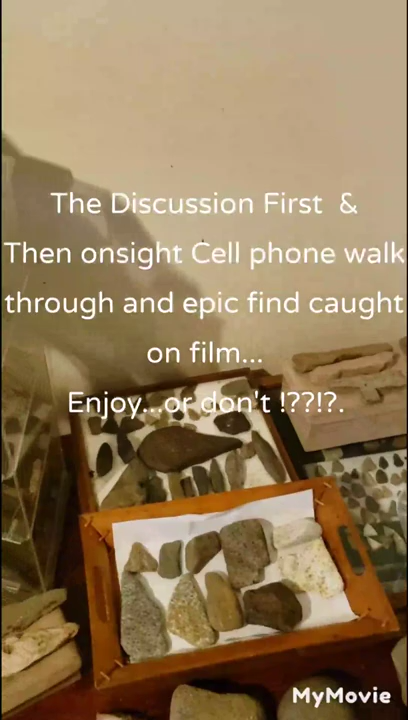 The Discussion First &
Then onsight Cell phone walk
through and epic find caught
on film...
Enjoy...or don't !??!?.
MyMovie